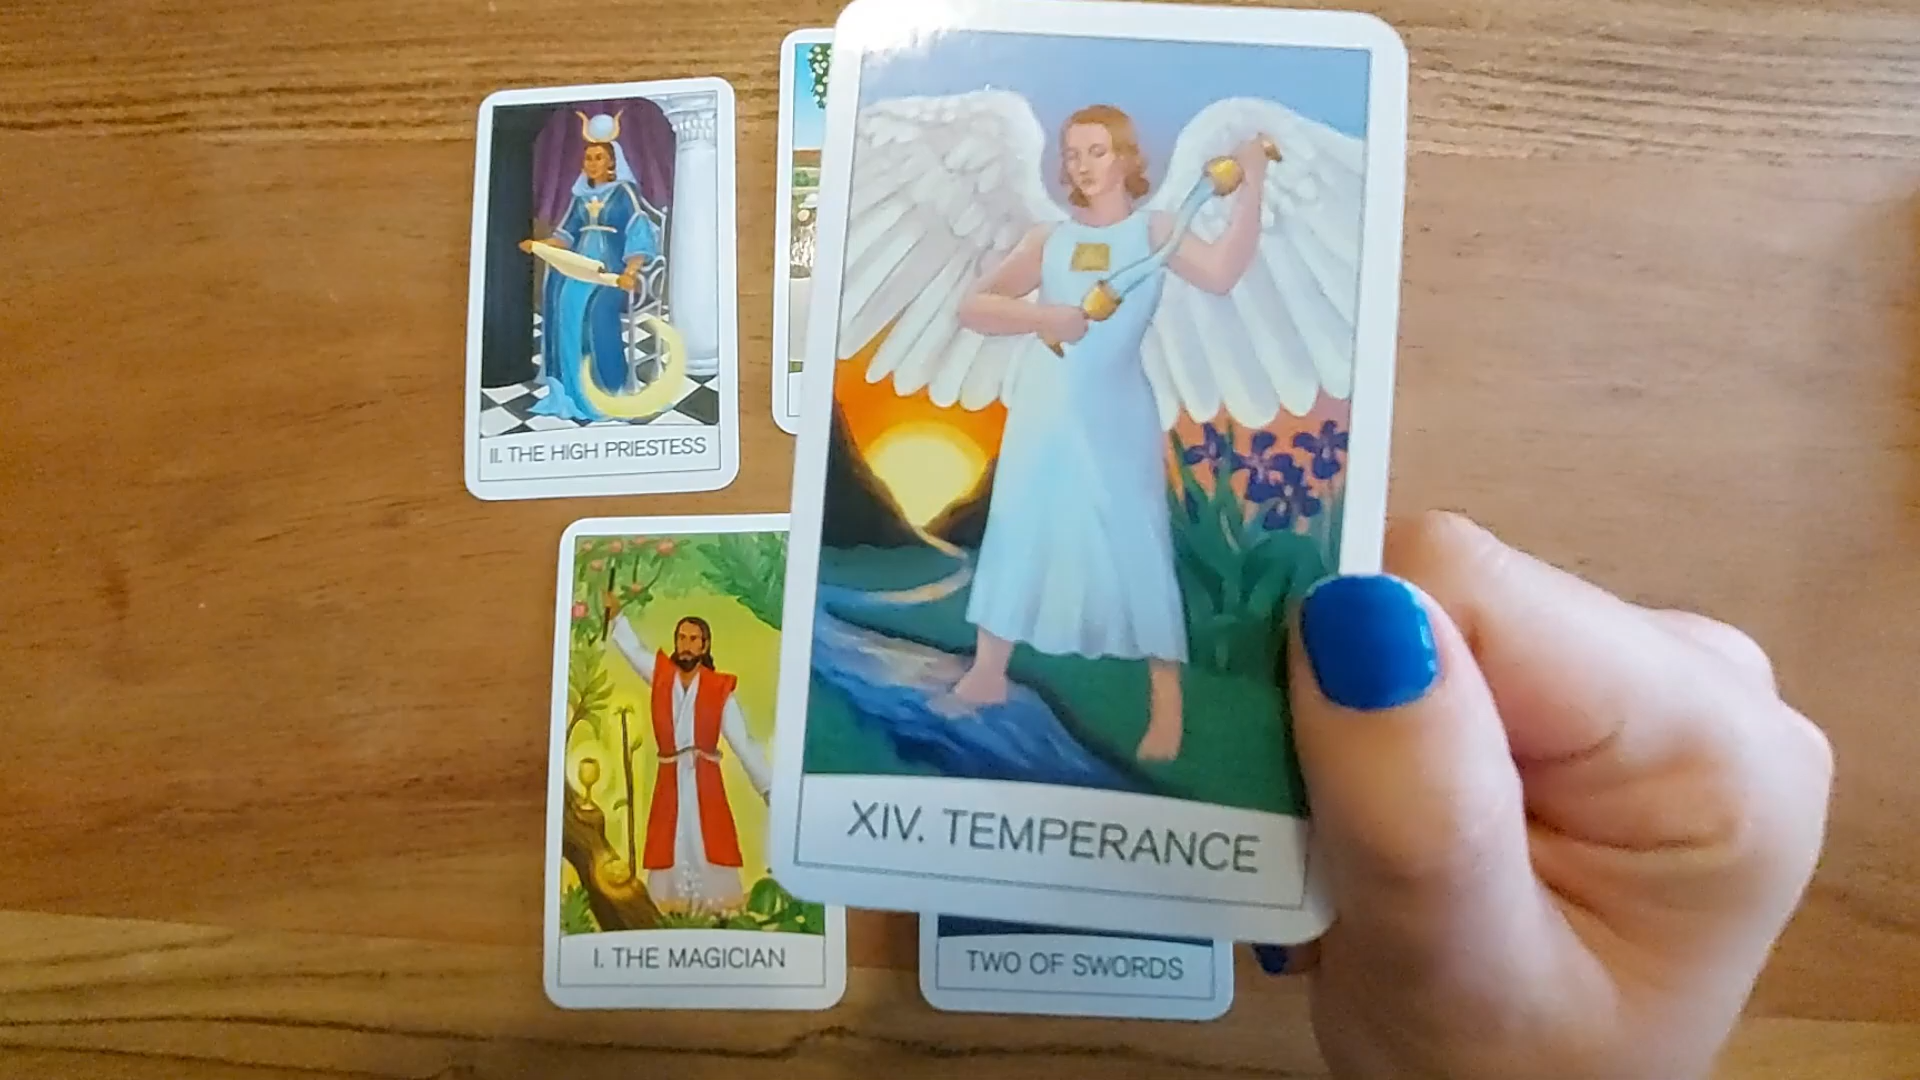 II. THE HIGH PRIESTESS
XIV. TEMPERANCE
I. THE MAGICIAN
TWO OF SWORDS